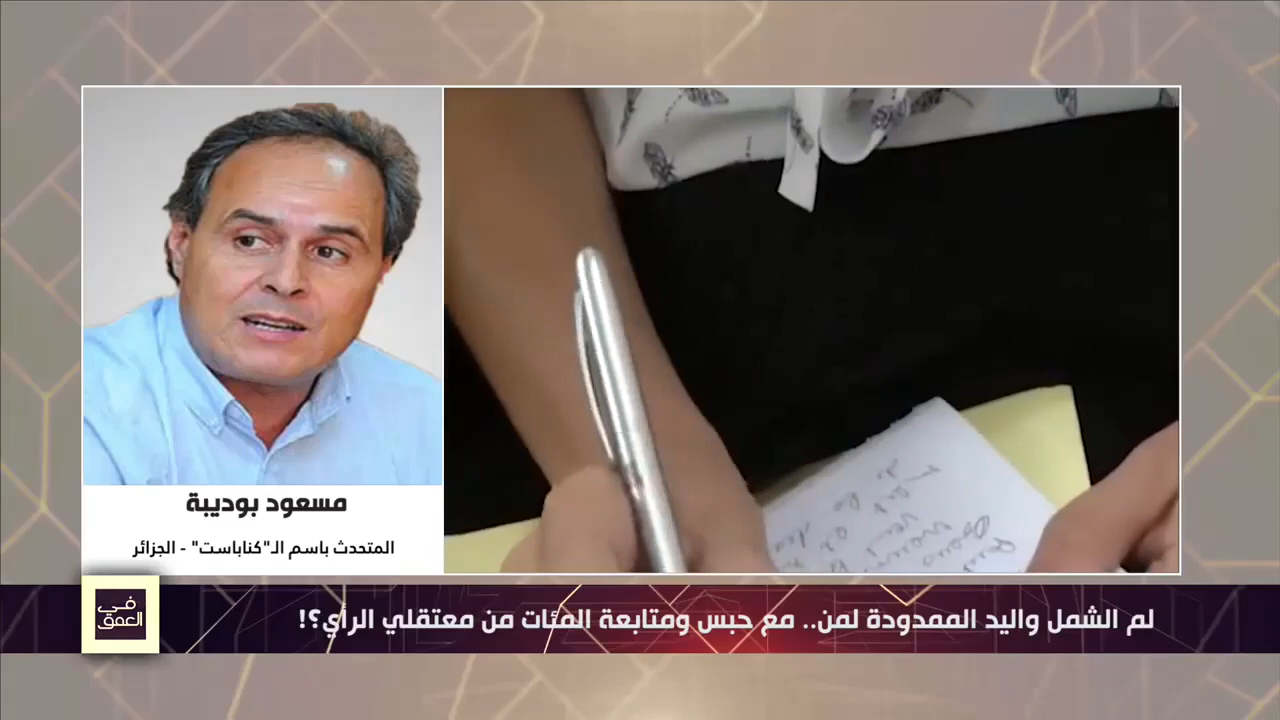 مسعود بوديبة
المتحدث باسم الـ"كناباست" - الجزائر
في العمق
لم الشمل واليد الممدودة لمن.. مع حبس ومتابعة المئات من معتقلي الرأي؟!